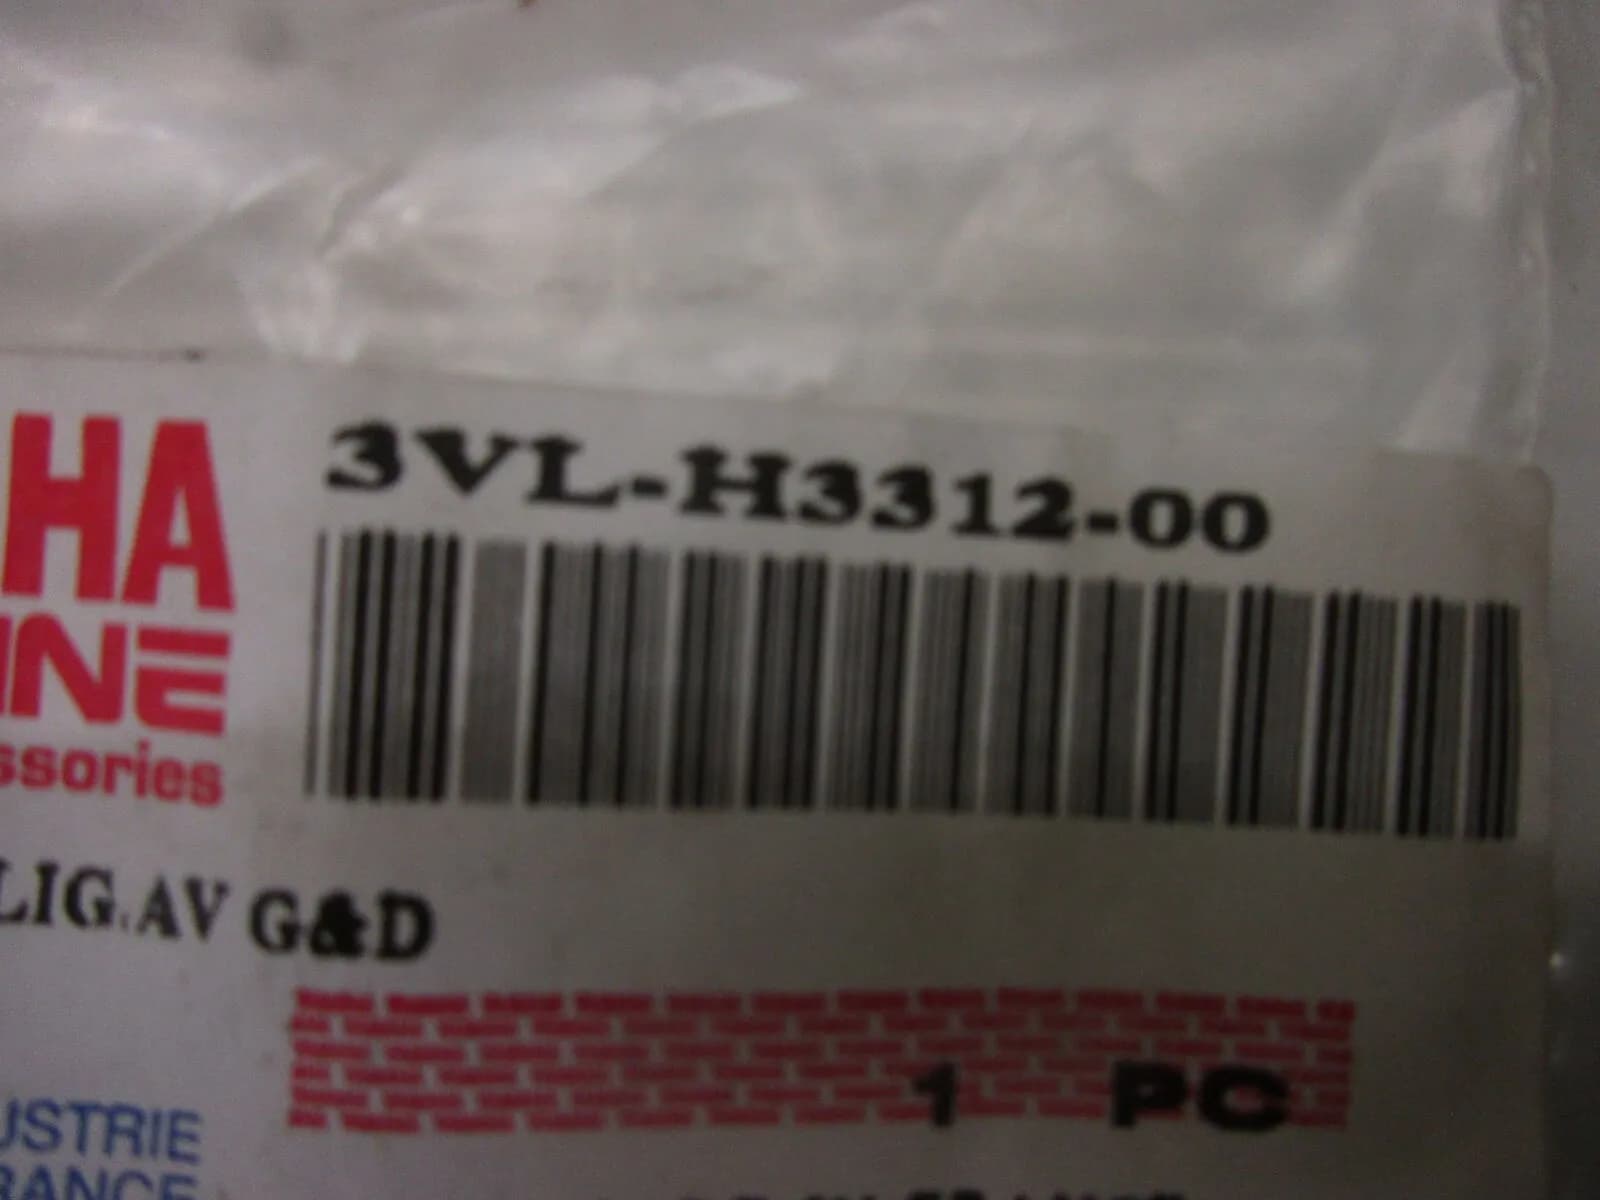 3VL-H3312-00
HA
INE
ssories
LIG.AV G&D
1 PC
USTRIE
RANCE